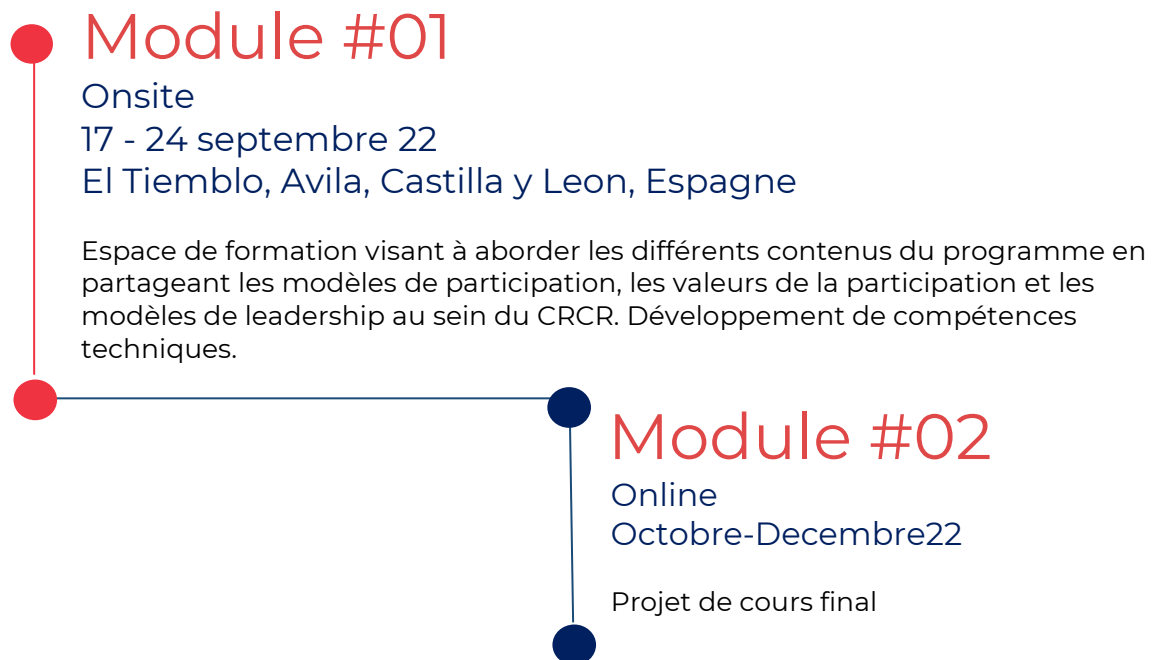 Module #01
Onsite
17 - 24 septembre 22
El Tiemblo, Avila, Castilla y Leon, Espagne
Espace de formation visant à aborder les différents contenus du programme en
partageant les modèles de participation, les valeurs de la participation et les
modèles de leadership au sein du CRCR. Développement de compétences
techniques.
Module #02
Online
Octobre-Decembre22
Projet de cours final